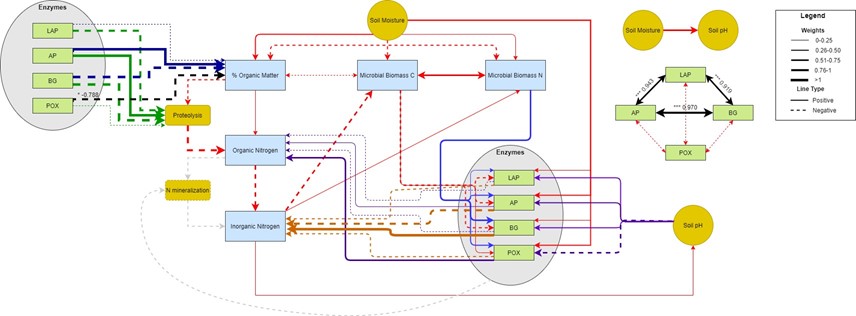 Enzymes
LAP
AP
BG
POX
* -0.788
Proteolysis
N mineralization
Soil Moisture
% Organic Matter
Microbial Biomass C
Microbial Biomass N
Organic Nitrogen
Inorganic Nitrogen
Enzymes
LAP
AP
BG
POX
Soil pH
Soil Moisture
Soil pH
LAP
*** 0.943
*** 0.919
AP
*** 0.970
BG
POX
Legend
Weights
0-0.25
0.26-0.50
0.51-0.75
0.76-1
>1
Line Type
Positive
Negative